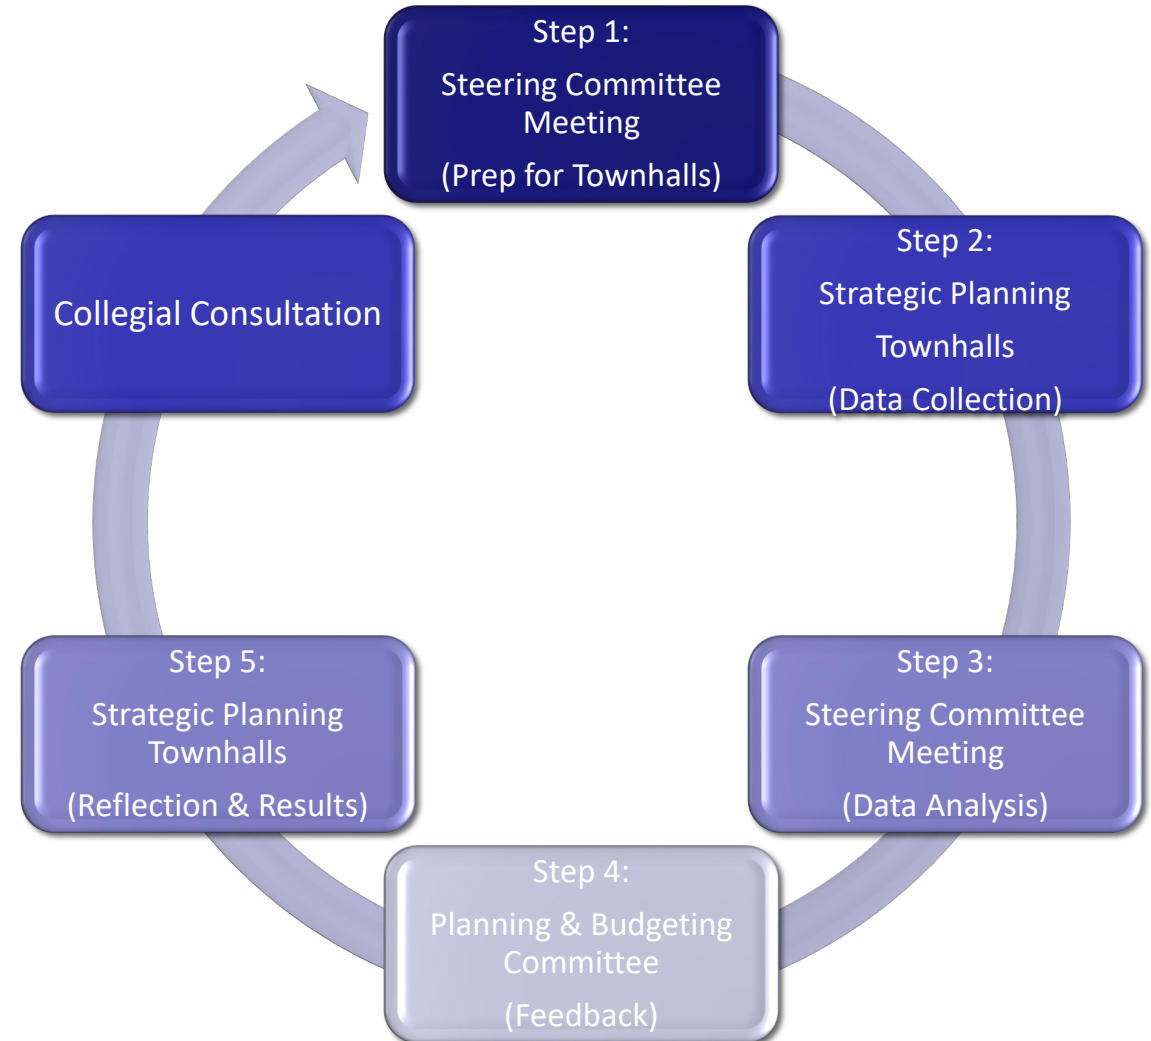 Step 1:
Steering Committee
Meeting
(Prep for Townhalls)
Step 2:
Strategic Planning
Townhalls
(Data Collection)
Step 3:
Steering Committee
Meeting
(Data Analysis)
Step 4:
Planning & Budgeting
Committee
(Feedback)
Step 5:
Strategic Planning
Townhalls
(Reflection & Results)
Collegial Consultation